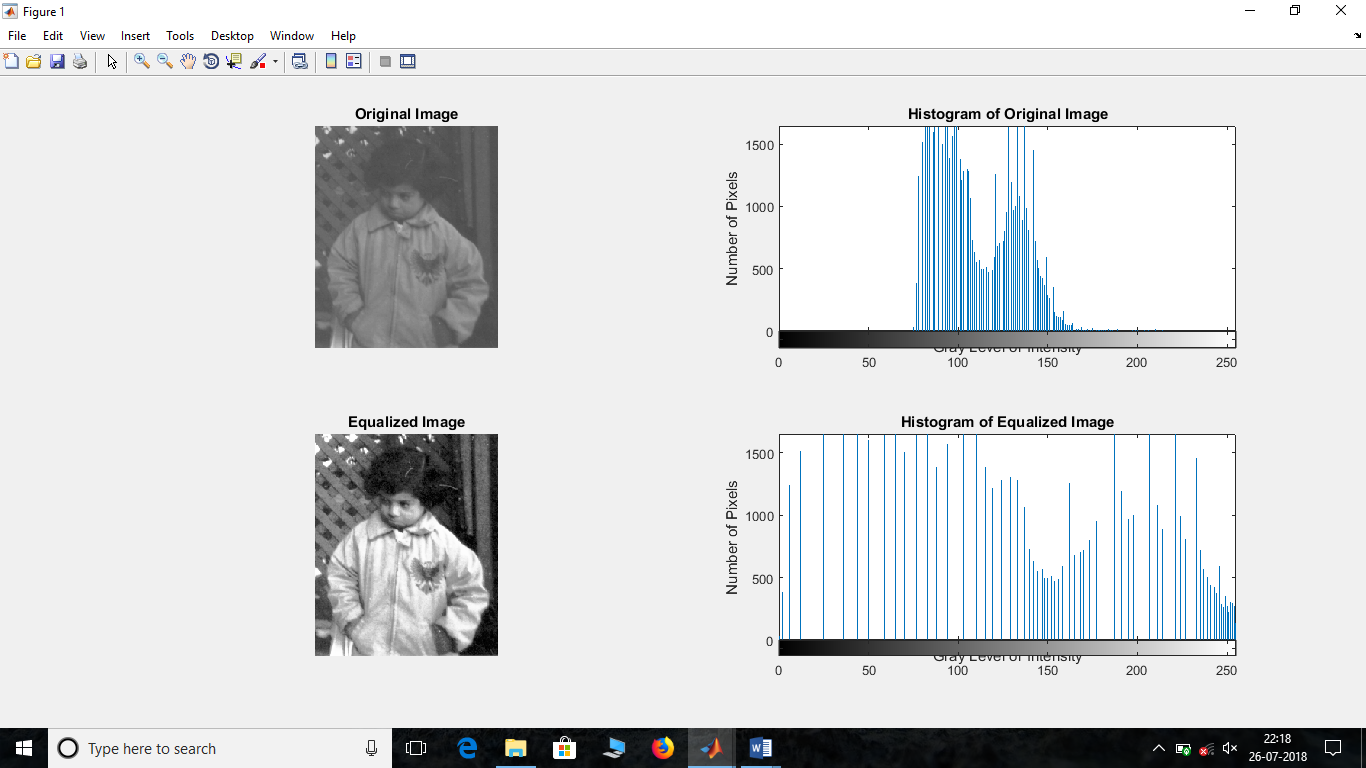 Figure 1
File Edit View Insert Tools Desktop Window Help
Original Image
Histogram of Original Image
Number of Pixels
1500
1000
500
0
Gray Level of Intensity
0 50 100 150 200 250
Equalized Image
Histogram of Equalized Image
Number of Pixels
1500
1000
500
0
Gray Level of Intensity
0 50 100 150 200 250
Type here to search
22:18
26-07-2018